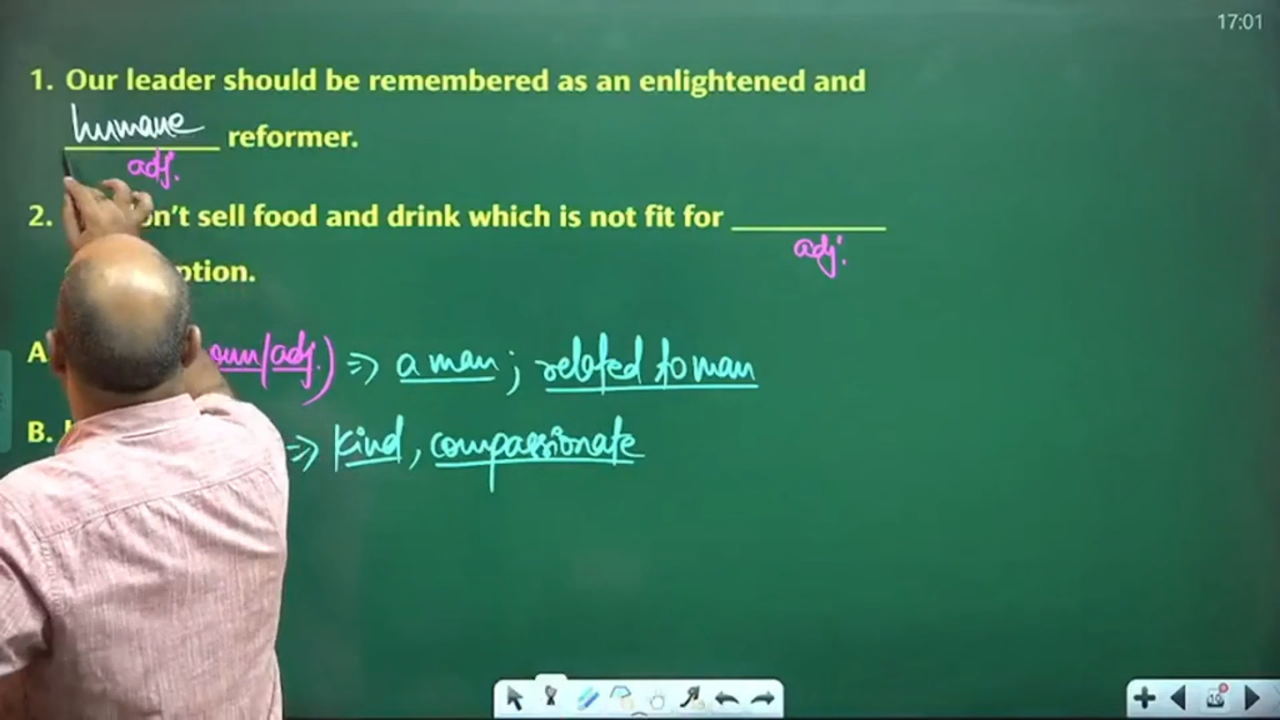 17:01
1. Our leader should be remembered as an enlightened and
humane reformer.
adj.
2. n't sell food and drink which is not fit for
adj.
ption.
A oun/adj.) => a man; related to man
B. => kind, compassionate